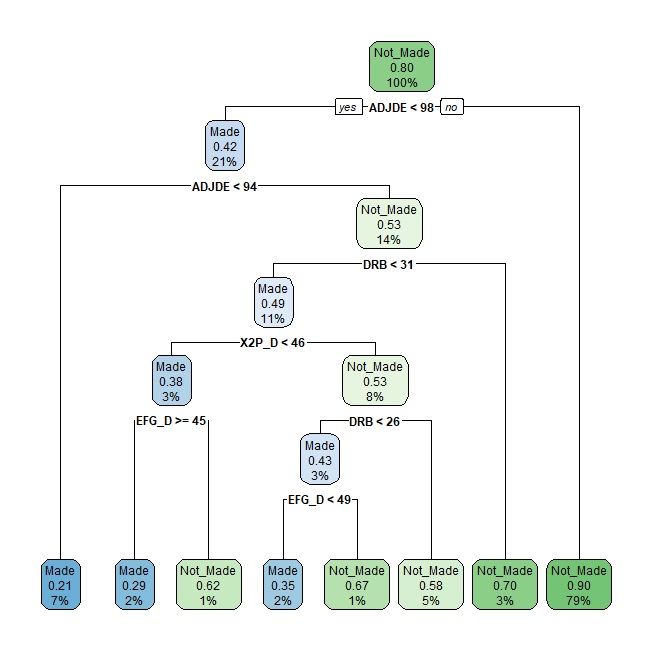 Not_Made
0.80
100%
yes ADJDE < 98 no
Made
0.42
21%
ADJDE < 94
Not_Made
0.53
14%
DRB < 31
Made
0.49
11%
X2P_D < 46
Made
0.38
3%
Not_Made
0.53
8%
EFG_D >= 45
DRB < 26
Made
0.43
3%
EFG_D < 49
Made
0.21
7%
Made
0.29
2%
Not_Made
0.62
1%
Made
0.35
2%
Not_Made
0.67
1%
Not_Made
0.58
5%
Not_Made
0.70
3%
Not_Made
0.90
79%